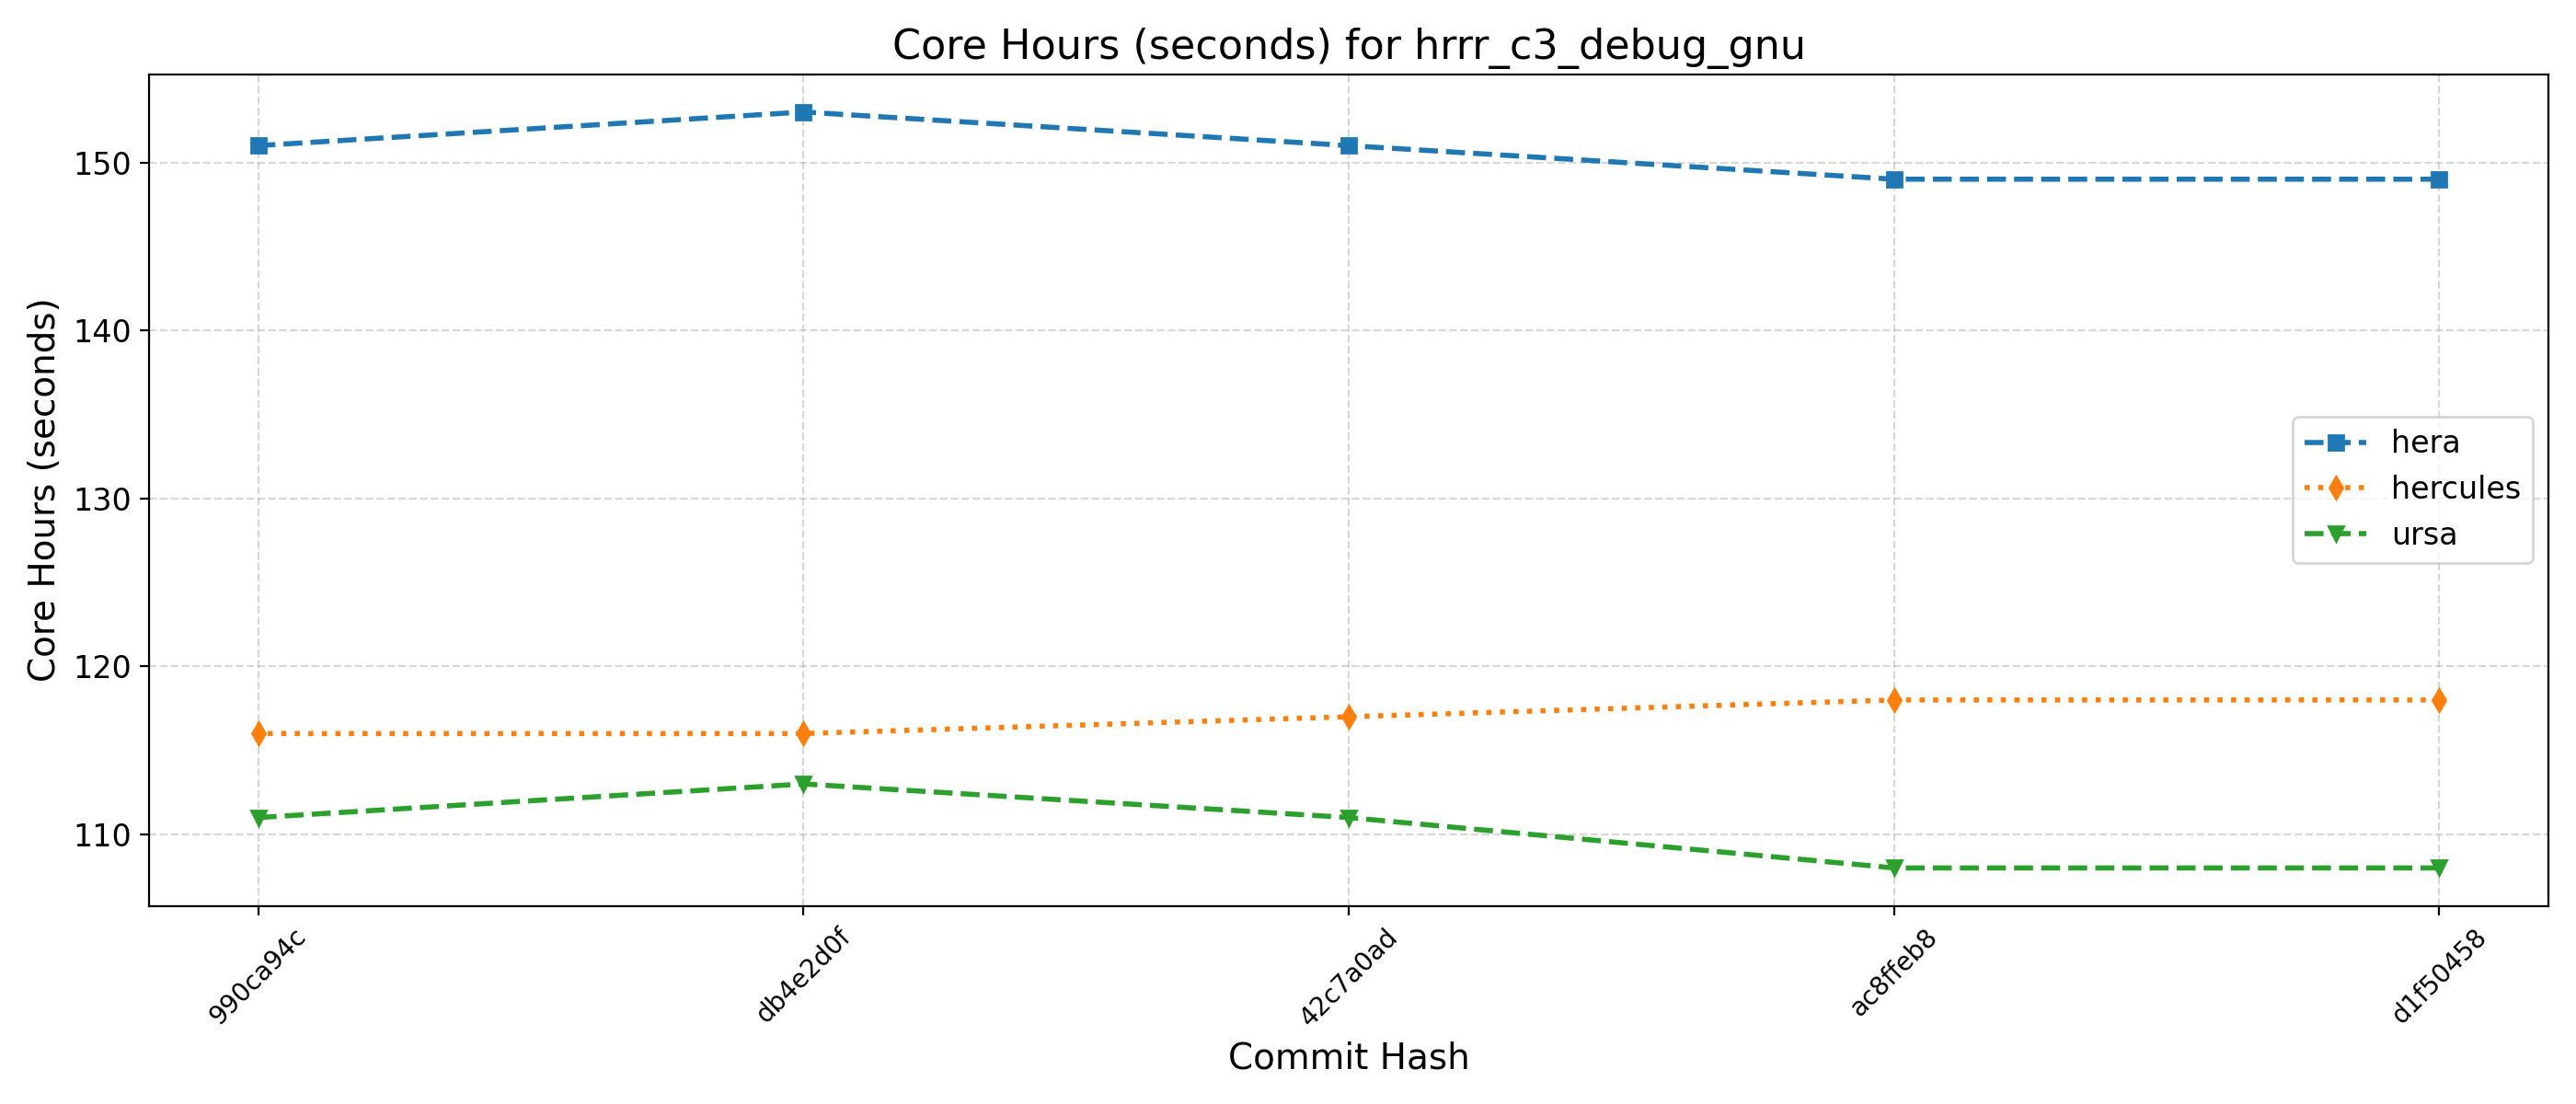 Core Hours (seconds) for hrrr_c3_debug_gnu
Core Hours (seconds)
150
140
130
120
110
hera
hercules
ursa
990ca94c
db4e2d0f
42c7a0ad
ac8ffeb8
d1f50458
Commit Hash